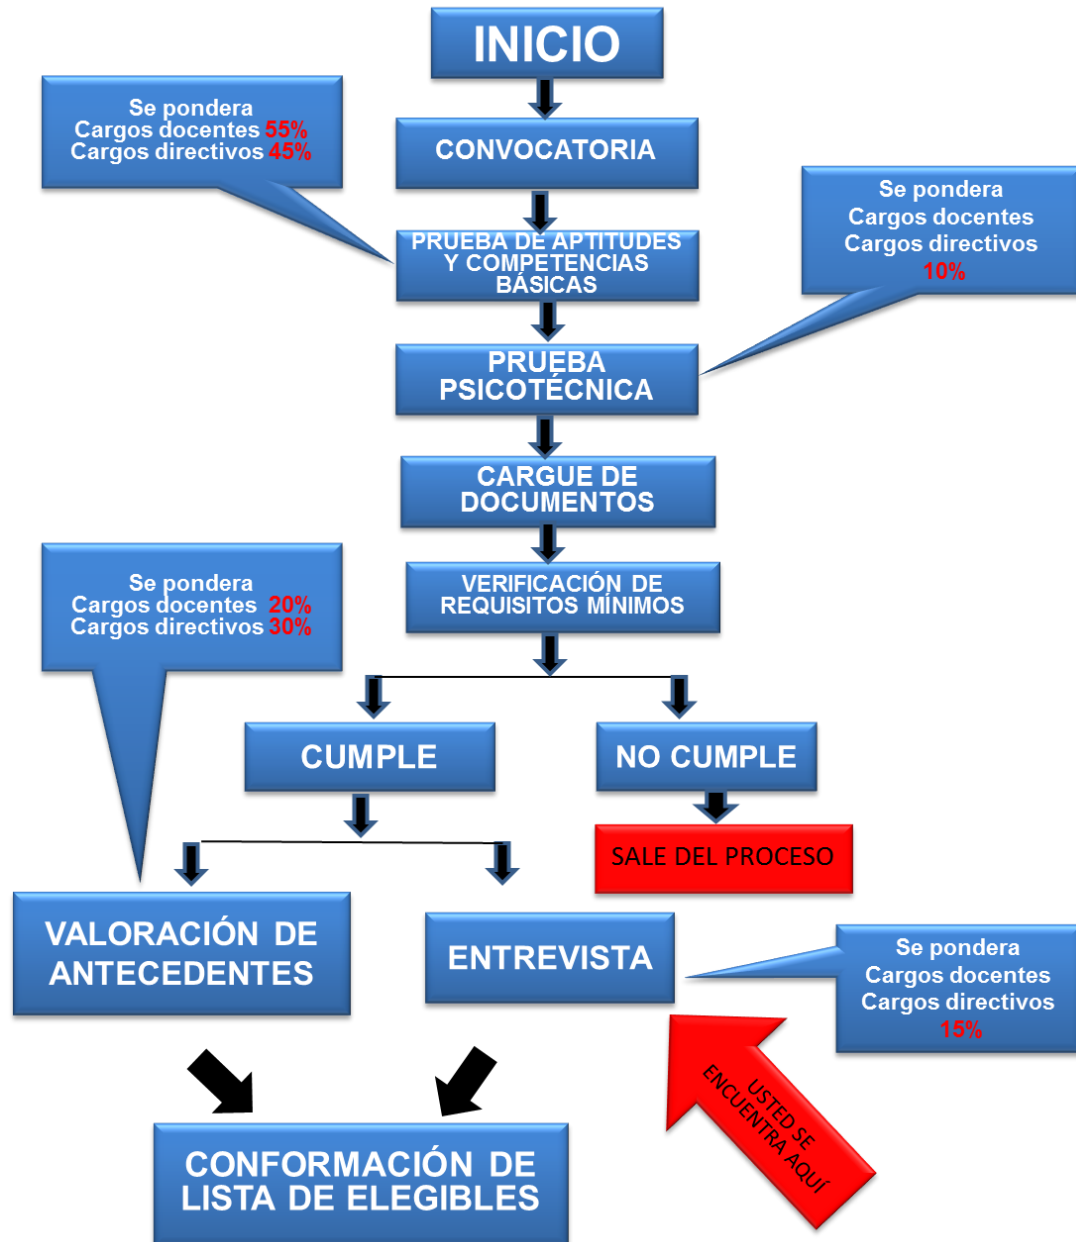 INICIO
Se pondera
Cargos docentes 55%
Cargos directivos 45%
CONVOCATORIA
Se pondera
Cargos docentes
Cargos directivos
10%
PRUEBA DE APTITUDES
Y COMPETENCIAS
BÁSICAS
PRUEBA
PSICOTÉCNICA
CARGUE DE
DOCUMENTOS
Se pondera
Cargos docentes 20%
Cargos directivos 30%
VERIFICACIÓN DE
REQUISITOS MÍNIMOS
CUMPLE
NO CUMPLE
SALE DEL PROCESO
VALORACIÓN DE
ANTECEDENTES
ENTREVISTA
Se pondera
Cargos docentes
Cargos directivos
15%
USTED SE
ENCUENTRA AQUÍ
CONFORMACIÓN DE
LISTA DE ELEGIBLES